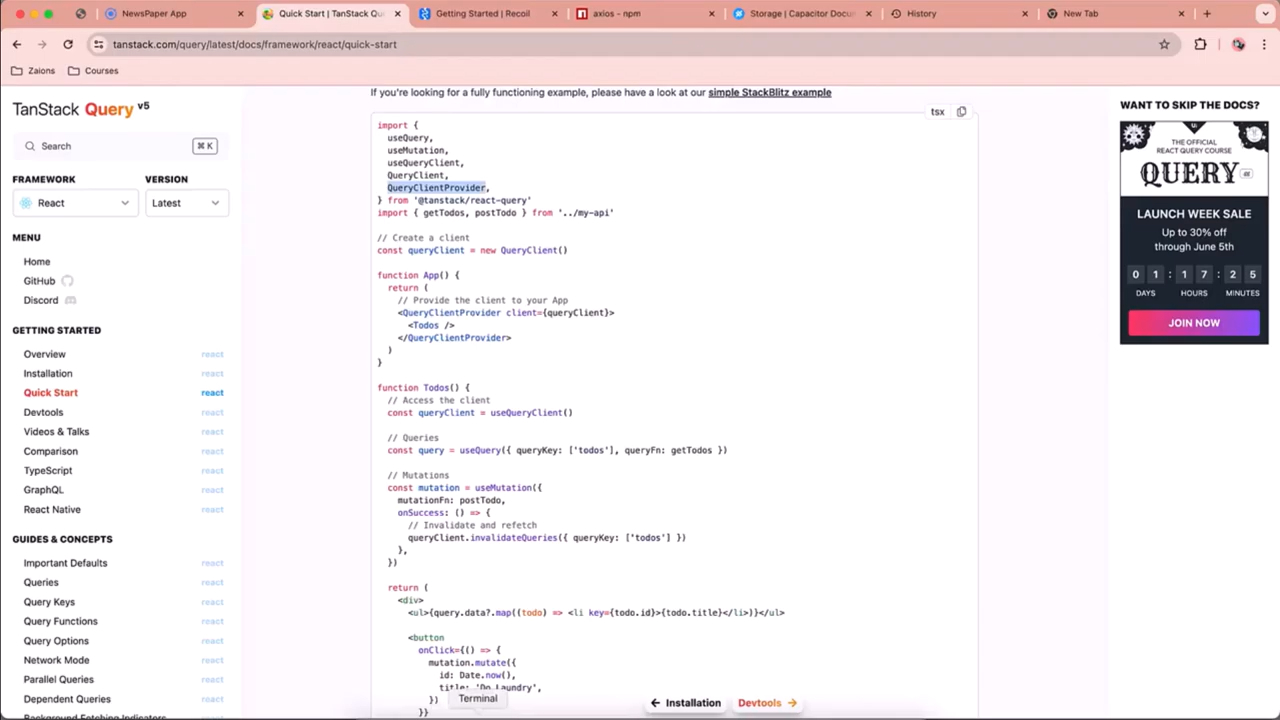 NewsPaper App
Quick Start | TanStack Qu
Getting Started | Recoil
axios - npm
Storage | Capacitor Docu
History
New Tab
tanstack.com/query/latest/docs/framework/react/quick-start
Zaions
Courses
TanStack Query v5
Search
⌘ K
FRAMEWORK
VERSION
React
Latest
MENU
Home
GitHub
Discord
GETTING STARTED
Overview react
Installation react
Quick Start react
Devtools react
Videos & Talks react
Comparison react
TypeScript react
GraphQL react
React Native react
GUIDES & CONCEPTS
Important Defaults react
Queries react
Query Keys react
Query Functions react
Query Options react
Network Mode react
Parallel Queries react
Dependent Queries react
Background Fetching Indicators react
If you're looking for a fully functioning example, please have a look at our simple StackBlitz example
tsx
import {
  useQuery,
  useMutation,
  useQueryClient,
  QueryClient,
  QueryClientProvider,
} from '@tanstack/react-query'
import { getTodos, postTodo } from '../my-api'
// Create a client
const queryClient = new QueryClient()
function App() {
  return (
    // Provide the client to your App
    <QueryClientProvider client={queryClient}>
      <Todos />
    </QueryClientProvider>
  )
}
function Todos() {
  // Access the client
  const queryClient = useQueryClient()
  // Queries
  const query = useQuery({ queryKey: ['todos'], queryFn: getTodos })
  // Mutations
  const mutation = useMutation({
    mutationFn: postTodo,
    onSuccess: () => {
      // Invalidate and refetch
      queryClient.invalidateQueries({ queryKey: ['todos'] })
    },
  })
  return (
    <div>
      <ul>{query.data?.map((todo) => <li key={todo.id}>{todo.title}</li>)}</ul>
      <button
        onClick={() => {
          mutation.mutate({
            id: Date.now(),
            title: 'Do Laundry',
          })
        }}
Terminal
Installation
Devtools
WANT TO SKIP THE DOCS?
THE OFFICIAL
REACT QUERY COURSE
QUERY
LAUNCH WEEK SALE
Up to 30% off
through June 5th
0 1 : 1 7 : 2 5
DAYS HOURS MINUTES
JOIN NOW